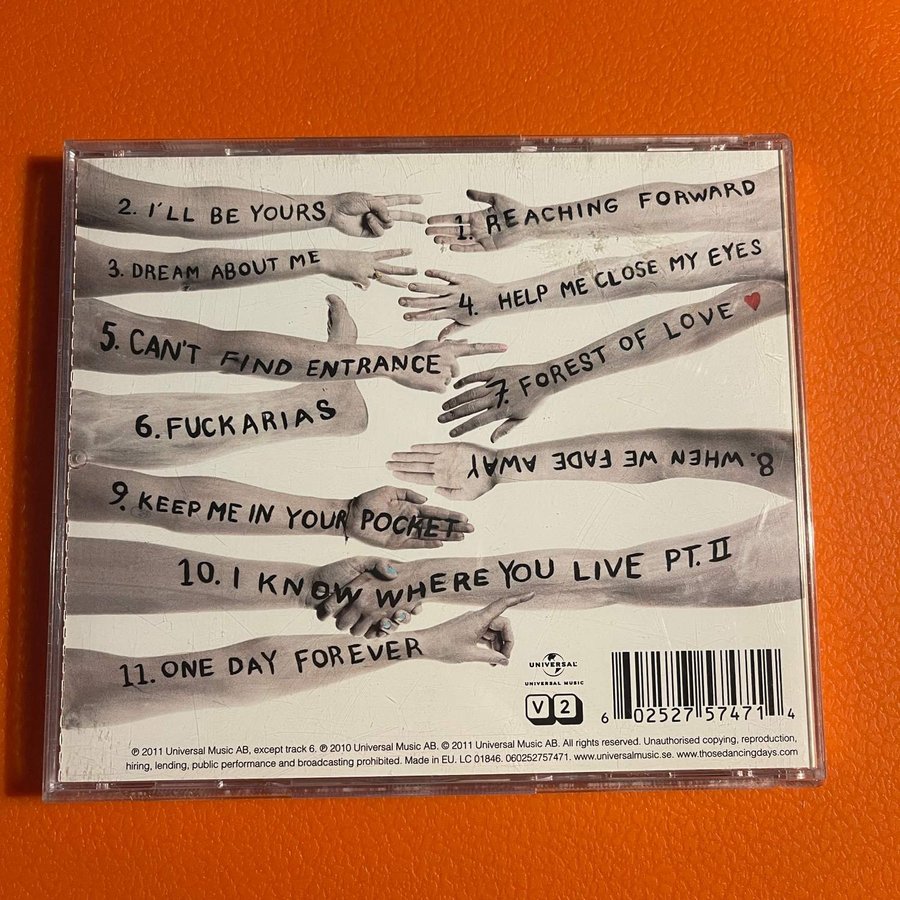 1. REACHING FORWARD
2. I'LL BE YOURS
3. DREAM ABOUT ME
4. HELP ME CLOSE MY EYES
5. CAN'T FIND ENTRANCE
6. FUCKARIAS
7. FOREST OF LOVE ♥
8. WHEN WE FADE AWAY
9. KEEP ME IN YOUR POCKET
10. I KNOW WHERE YOU LIVE PT. II
11. ONE DAY FOREVER
UNIVERSAL
UNIVERSAL MUSIC
V2
6 02527 57471 4
℗ 2011 Universal Music AB, except track 6. ℗ 2010 Universal Music AB. © 2011 Universal Music AB. All rights reserved. Unauthorised copying, reproduction,
hiring, lending, public performance and broadcasting prohibited. Made in EU. LC 01846. 060252757471. www.universalmusic.se. www.thosedancingdays.com